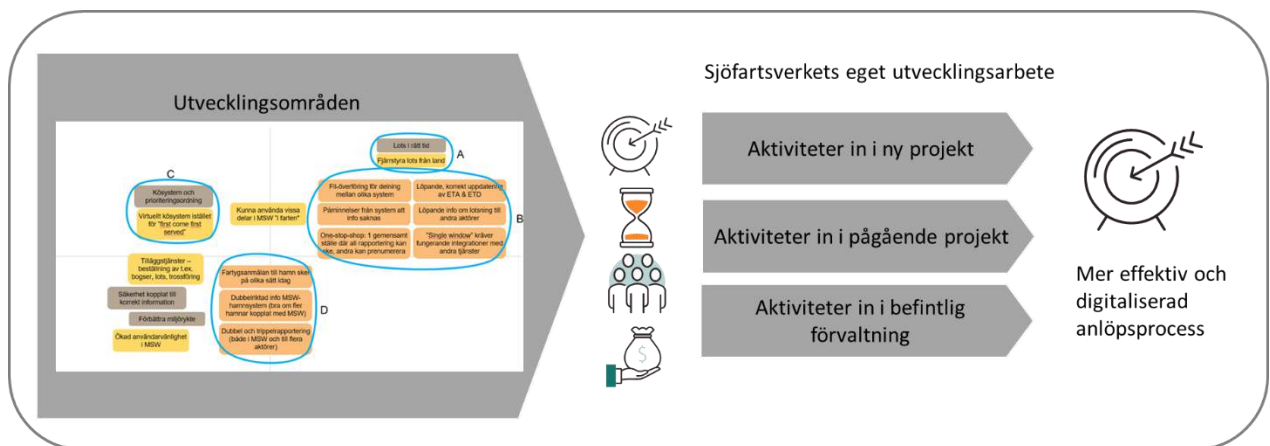 Sjöfartsverkets eget utvecklingsarbete
Utvecklingsområden
Lots i rätt tid
Fjärrstyra lots från land
A
C
Kösystem och
prioriteringsordning
Virtuellt kösystem istället
för "first come first
served"
Kunna använda vissa
delar i MSW "i farten"
Fil-överföring för delning
mellan olika system
Löpande, korrekt uppdatering
av ETA & ETD
Påminnelser från system att
info saknas
Löpande info om lotsning till
andra aktörer
B
One-stop-shop: 1 gemensamt
ställe där all rapportering kan
ske, andra kan prenumerera
"Single window" kräver
fungerande integrationer med
andra tjänster
Tilläggstjänster –
beställning av t.ex.
bogser, lots, trossföring
Säkerhet kopplat till
korrekt information
Förbättra miljörykte
Ökad användarvänlighet
i MSW
Fartygsanmälan till hamn sker
på olika sätt idag
Dubbelriktad info MSW-
hamnsystem (bra om fler
hamnar kopplat med MSW)
D
Dubbel och trippelrapportering
(både i MSW och till flera
aktörer)
$
Aktiviteter in i ny projekt
Aktiviteter in i pågående projekt
Aktiviteter in i befintlig
förvaltning
Mer effektiv och
digitaliserad
anlöpsprocess